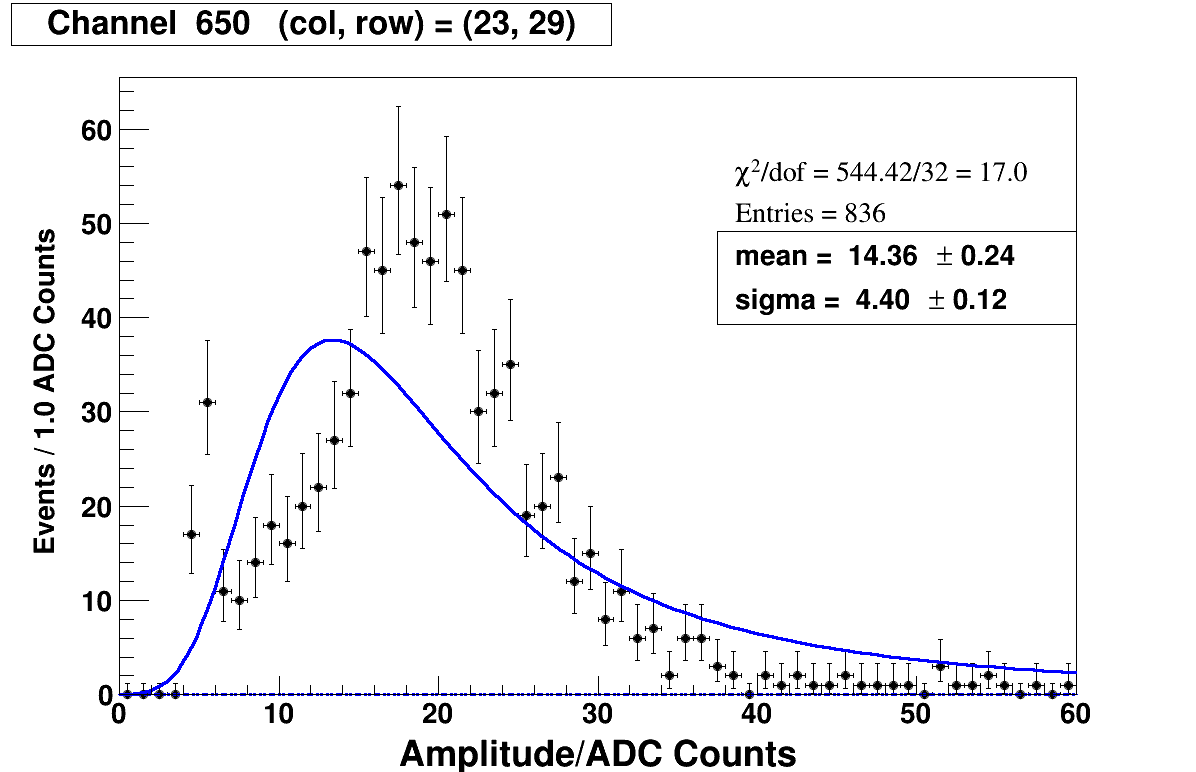 Channel 650 (col, row) = (23, 29)
χ²/dof = 544.42/32 = 17.0
Entries = 836
mean = 14.36 ± 0.24
sigma = 4.40 ± 0.12
Events / 1.0 ADC Counts
60
50
40
30
20
10
0
0 10 20 30 40 50 60
Amplitude/ADC Counts